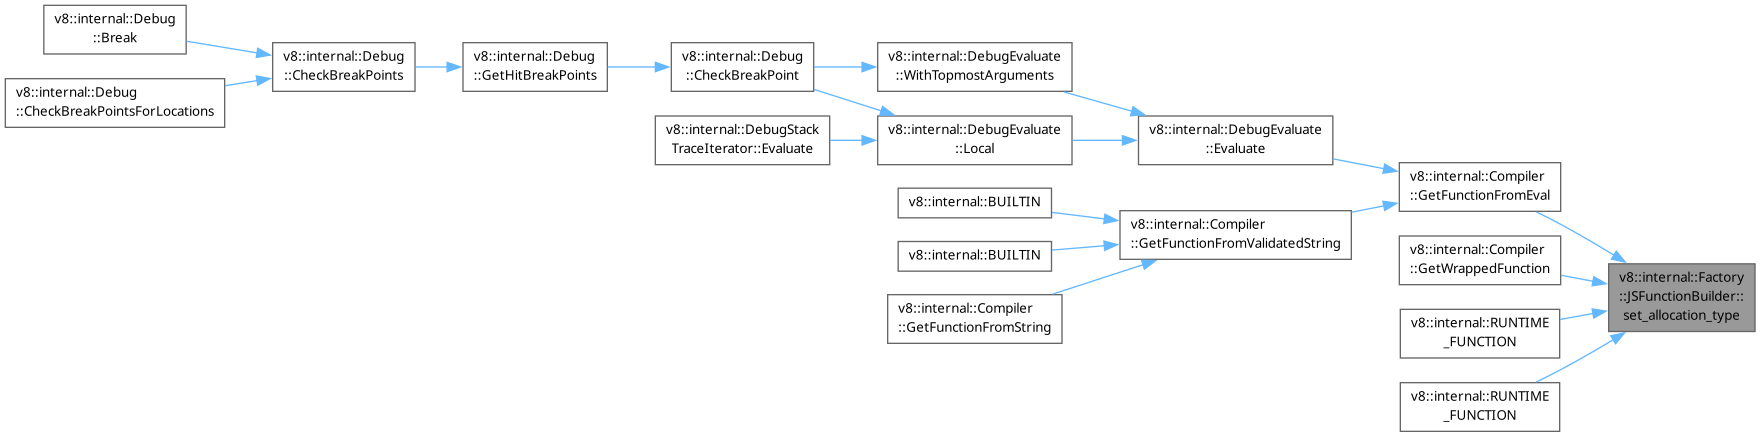 v8::internal::Debug
::Break
v8::internal::Debug
::CheckBreakPointsForLocations
v8::internal::Debug
::CheckBreakPoints
v8::internal::Debug
::GetHitBreakPoints
v8::internal::Debug
::CheckBreakPoint
v8::internal::DebugStack
TraceIterator::Evaluate
v8::internal::DebugEvaluate
::WithTopmostArguments
v8::internal::DebugEvaluate
::Local
v8::internal::BUILTIN
v8::internal::BUILTIN
v8::internal::Compiler
::GetFunctionFromString
v8::internal::DebugEvaluate
::Evaluate
v8::internal::Compiler
::GetFunctionFromValidatedString
v8::internal::Compiler
::GetFunctionFromEval
v8::internal::Compiler
::GetWrappedFunction
v8::internal::RUNTIME
_FUNCTION
v8::internal::RUNTIME
_FUNCTION
v8::internal::Factory
::JSFunctionBuilder::
set_allocation_type